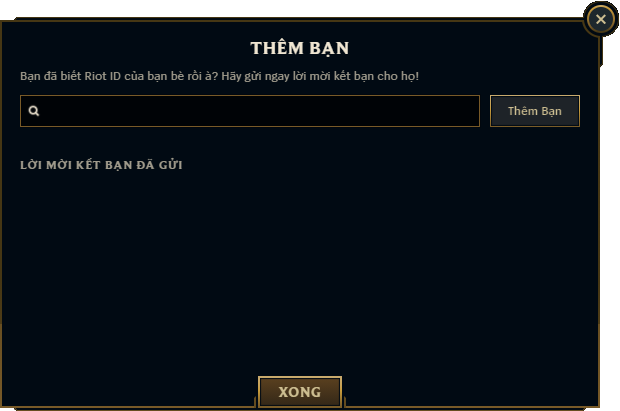 THÊM BẠN
Bạn đã biết Riot ID của bạn bè rồi à? Hãy gửi ngay lời mời kết bạn cho họ!
Thêm Bạn
LỜI MỜI KẾT BẠN ĐÃ GỬI
XONG